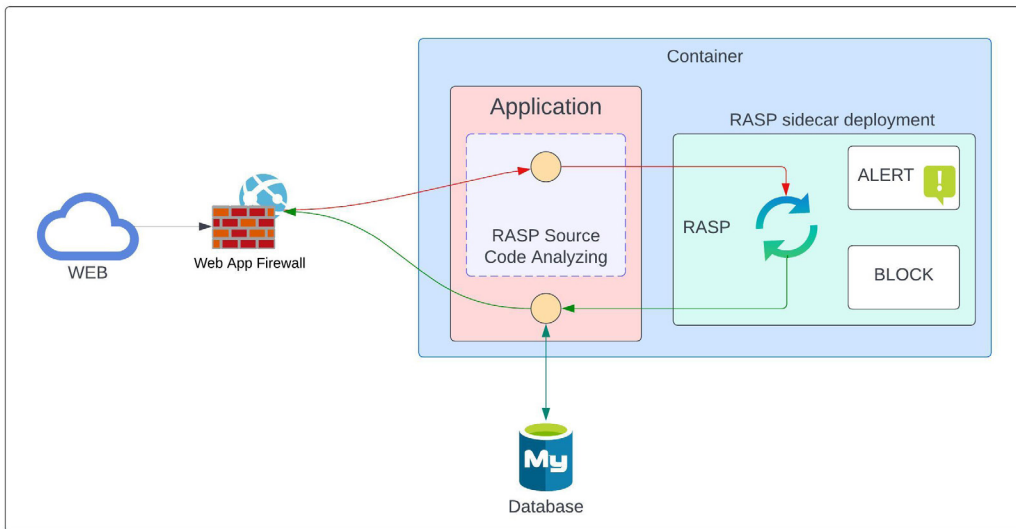 Container
Application
RASP sidecar deployment
ALERT
!
RASP
RASP Source
Code Analyzing
BLOCK
WEB
Web App Firewall
My
Database